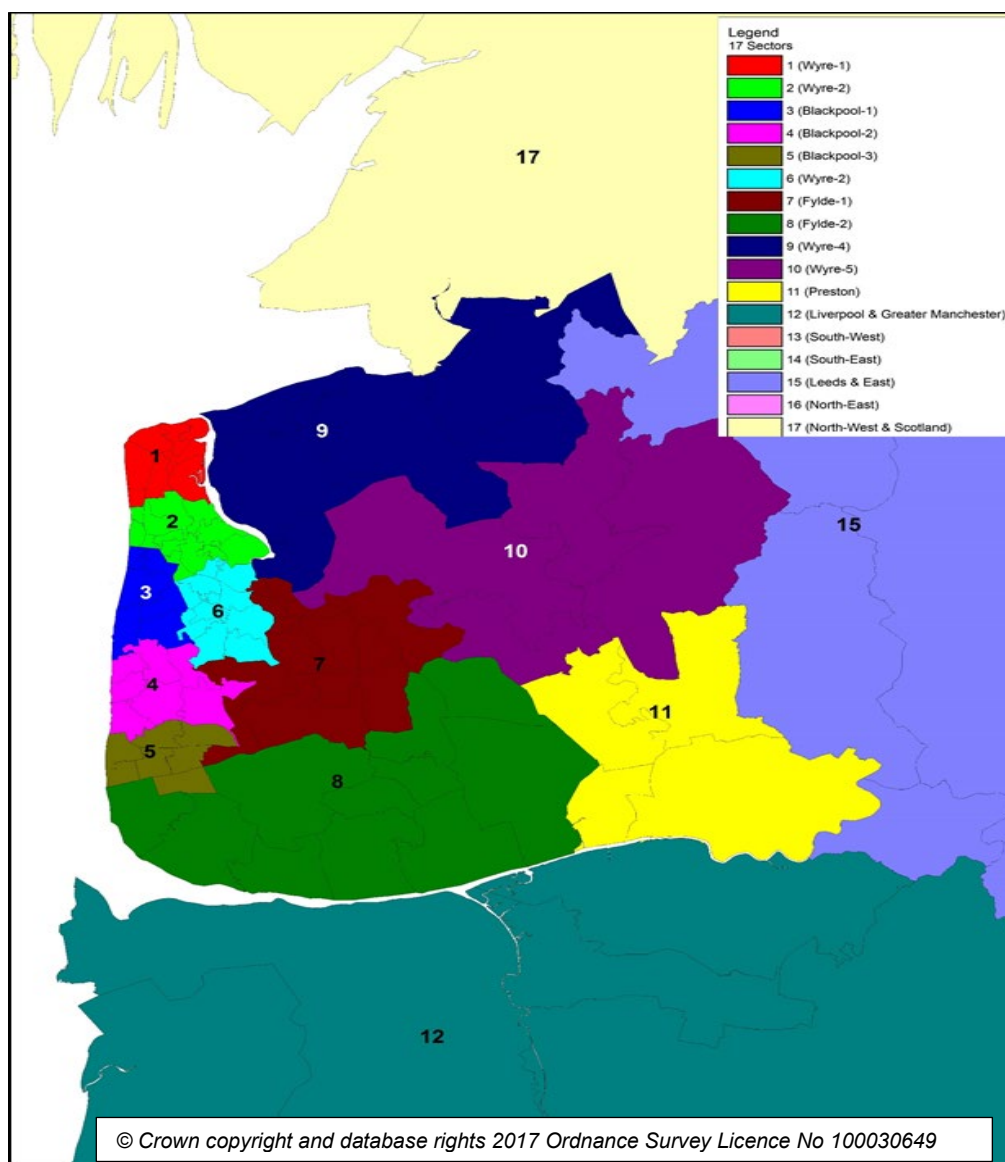 Legend
17 Sectors
1 (Wyre-1)
2 (Wyre-2)
3 (Blackpool-1)
4 (Blackpool-2)
5 (Blackpool-3)
6 (Wyre-2)
7 (Fylde-1)
8 (Fylde-2)
9 (Wyre-4)
10 (Wyre-5)
11 (Preston)
12 (Liverpool & Greater Manchester)
13 (South-West)
14 (South-East)
15 (Leeds & East)
16 (North-East)
17 (North-West & Scotland)
17
9
1
2
15
10
3
6
7
4
11
5
8
12
© Crown copyright and database rights 2017 Ordnance Survey Licence No 100030649